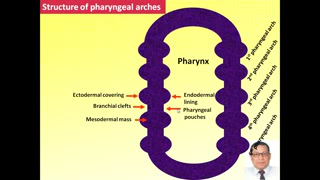 Structure of pharyngeal arches
Pharynx
1st pharyngeal arch
2nd pharyngeal arch
3rd pharyngeal arch
4th pharyngeal arch
pharyngeal arch
Ectodermal covering
Branchial clefts
Mesodermal mass
Endodermal
lining
Pharyngeal
pouches